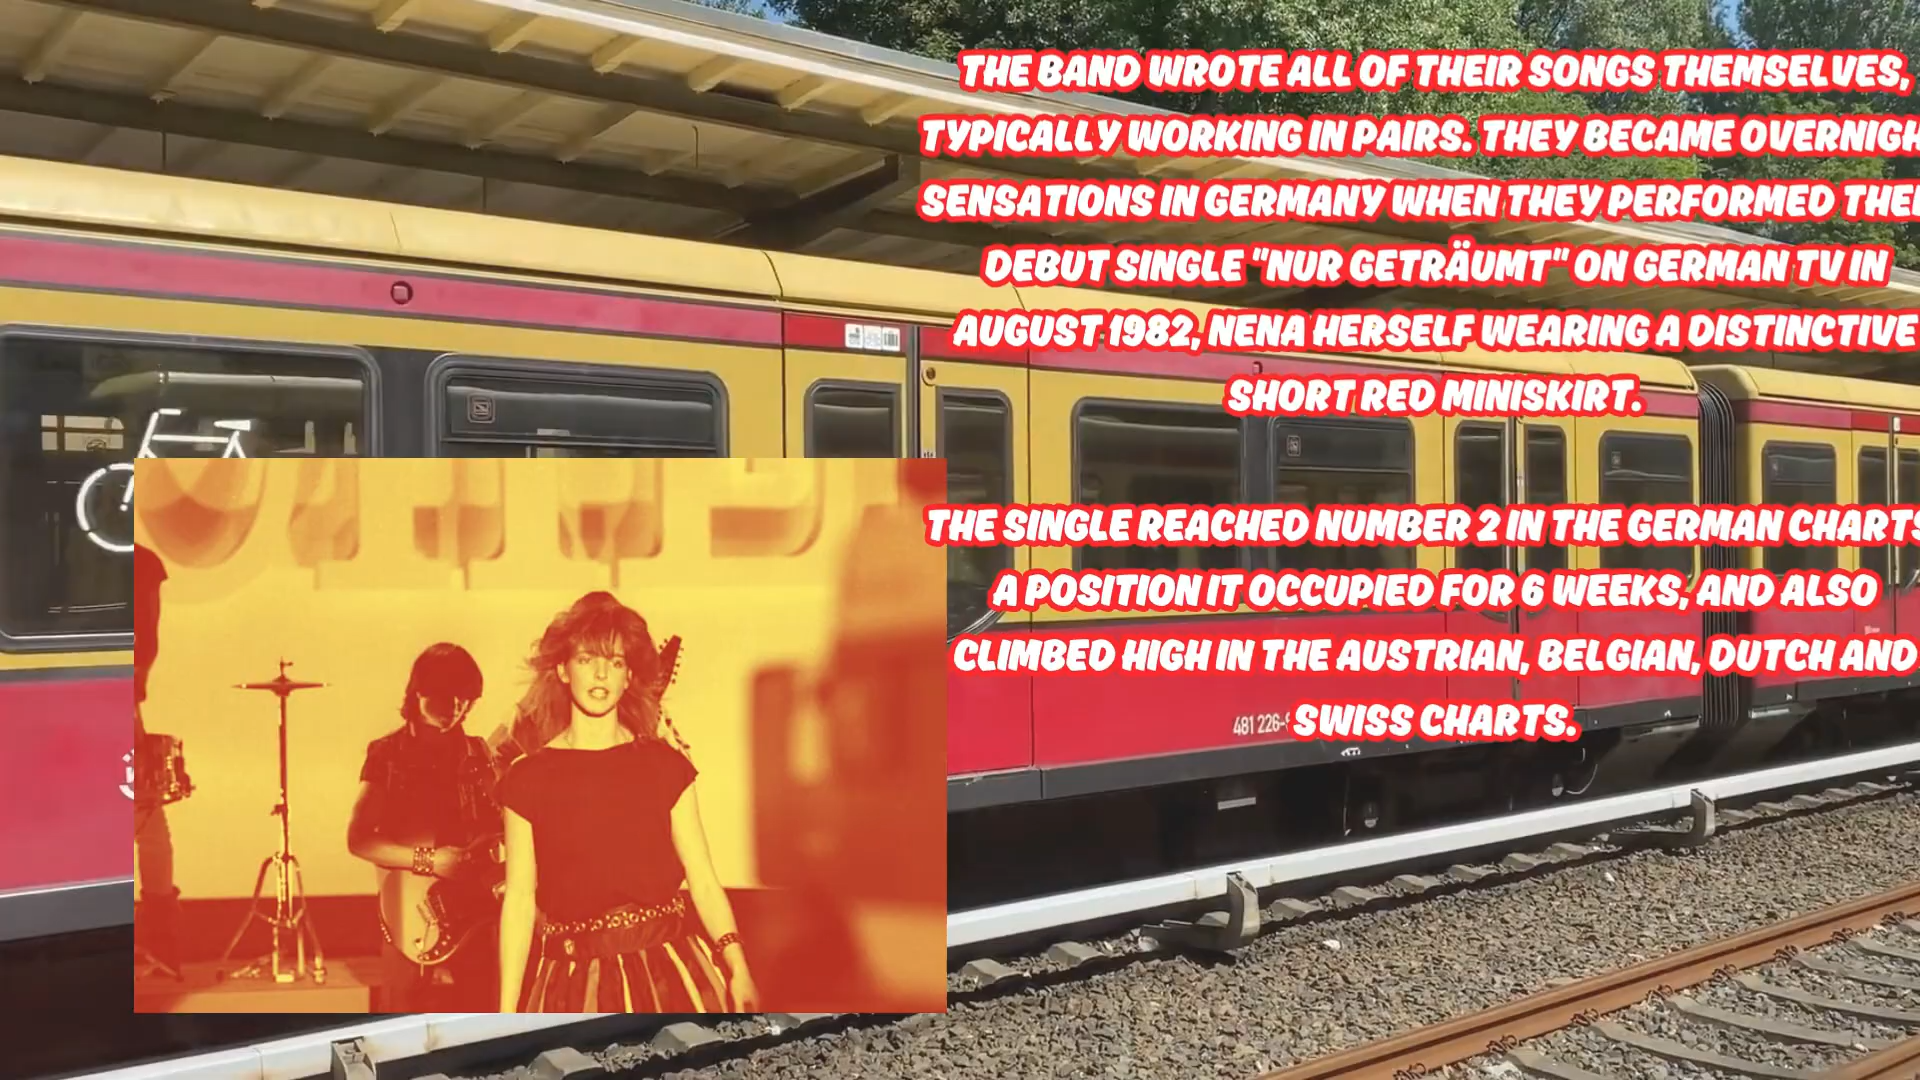 THE BAND WROTE ALL OF THEIR SONGS THEMSELVES,
TYPICALLY WORKING IN PAIRS. THEY BECAME OVERNIGH
SENSATIONS IN GERMANY WHEN THEY PERFORMED THEI
DEBUT SINGLE "NUR GETRÄUMT" ON GERMAN TV IN
AUGUST 1982, NENA HERSELF WEARING A DISTINCTIVE
SHORT RED MINISKIRT.
THE SINGLE REACHED NUMBER 2 IN THE GERMAN CHARTS
A POSITION IT OCCUPIED FOR 6 WEEKS, AND ALSO
CLIMBED HIGH IN THE AUSTRIAN, BELGIAN, DUTCH AND
SWISS CHARTS.
481 226-